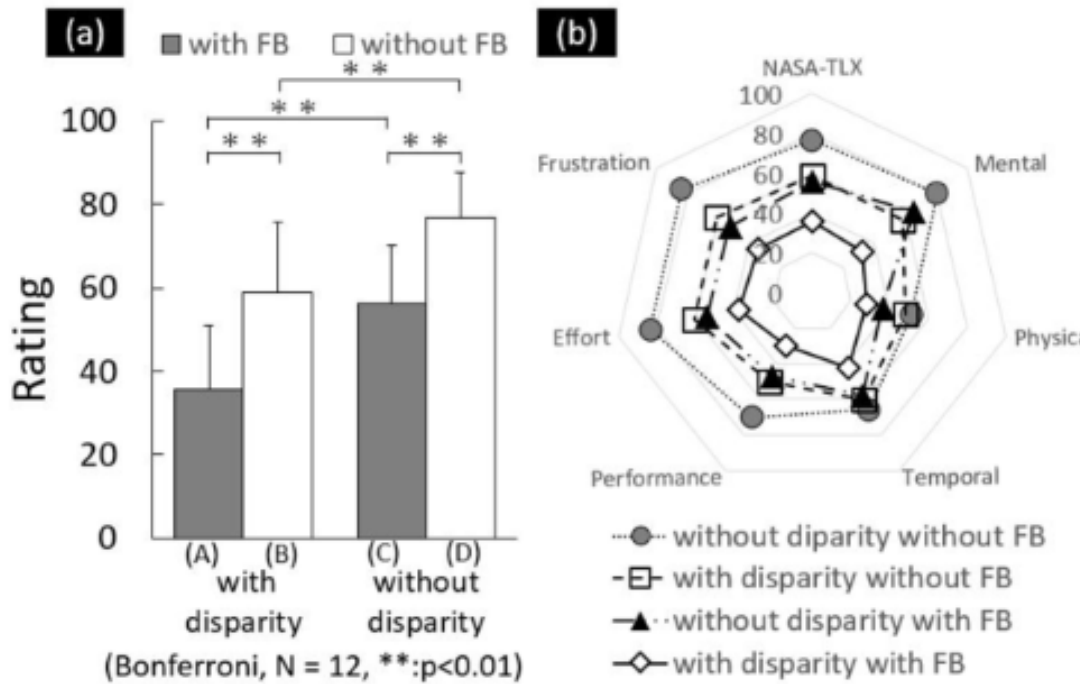 (a)
with FB without FB
** 
** 
** **
Rating
100
80
60
40
20
0
(A) (B) (C) (D)
with disparity
without disparity
(Bonferroni, N = 12, **:p<0.01)
(b)
NASA-TLX
100
80
60
40
20
0
Frustration
Mental
Effort
Physica
Performance
Temporal
without diparity without FB
with disparity without FB
without disparity with FB
with disparity with FB